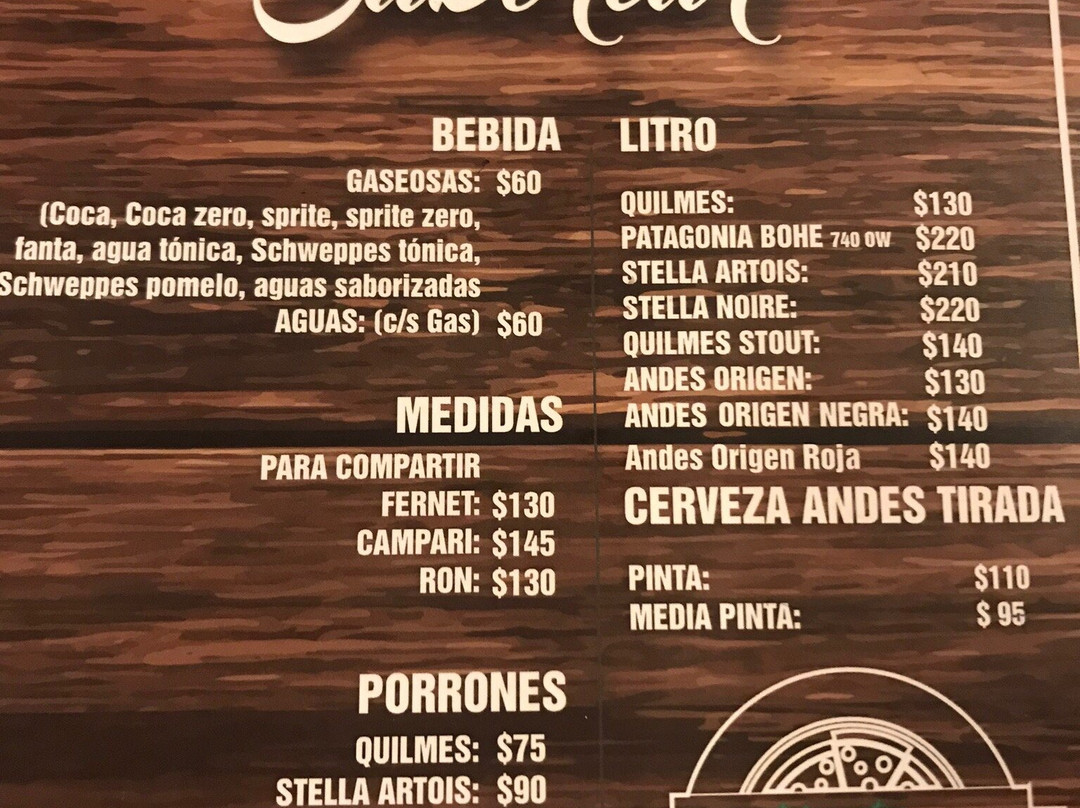 BEBIDA
GASEOSAS: $60
(Coca, Coca zero, sprite, sprite zero,
fanta, agua tónica, Schweppes tónica,
Schweppes pomelo, aguas saborizadas
AGUAS: (c/s Gas) $60
MEDIDAS
PARA COMPARTIR
FERNET: $130
CAMPARI: $145
RON: $130
PORRONES
QUILMES: $75
STELLA ARTOIS: $90
LITRO
QUILMES: $130
PATAGONIA BOHE 740 OW $220
STELLA ARTOIS: $210
STELLA NOIRE: $220
QUILMES STOUT: $140
ANDES ORIGEN: $130
ANDES ORIGEN NEGRA: $140
Andes Origen Roja $140
CERVEZA ANDES TIRADA
PINTA: $110
MEDIA PINTA: $ 95